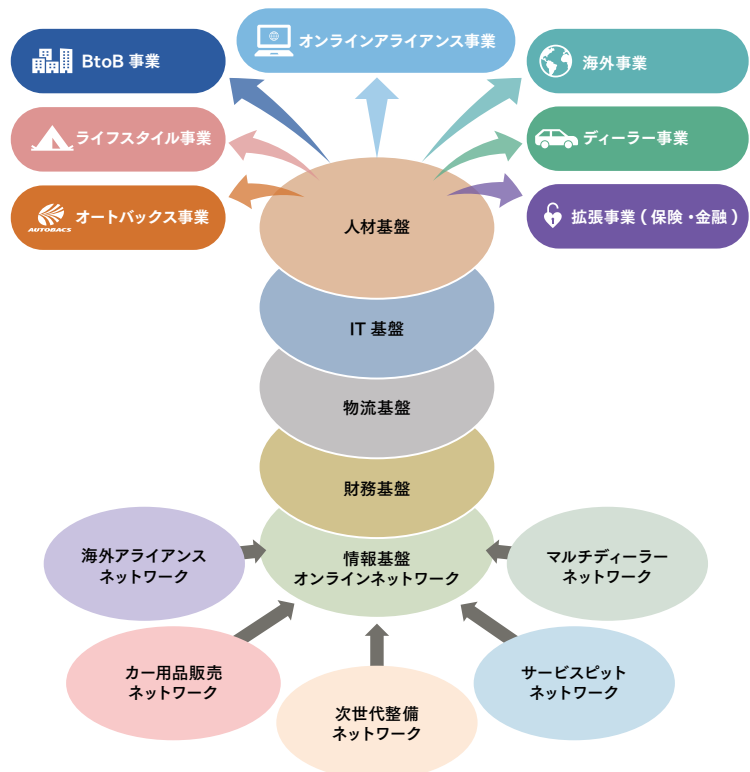 オンラインアライアンス事業
BtoB 事業
海外事業
ライフスタイル事業
ディーラー事業
AUTOBACS
オートバックス事業
拡張事業 ( 保険・金融 )
人材基盤
IT 基盤
物流基盤
財務基盤
海外アライアンス
ネットワーク
情報基盤
オンラインネットワーク
マルチディーラー
ネットワーク
カー用品販売
ネットワーク
次世代整備
ネットワーク
サービスピット
ネットワーク